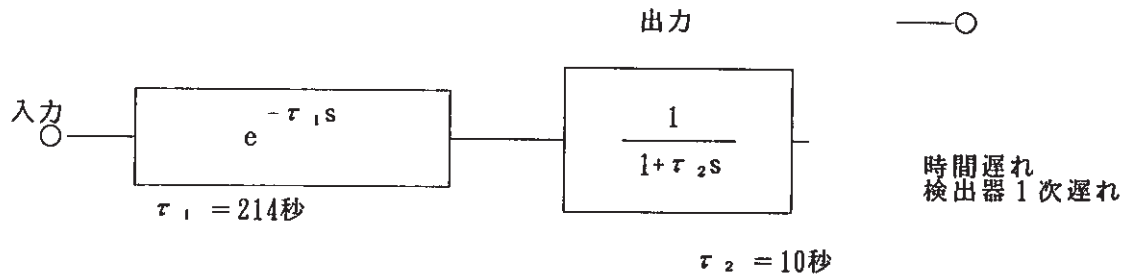 出力
入力
e^{-τ₁s}
1
1+τ₂s
時間遅れ
検出器1次遅れ
τ₁ =214秒
τ₂ =10秒